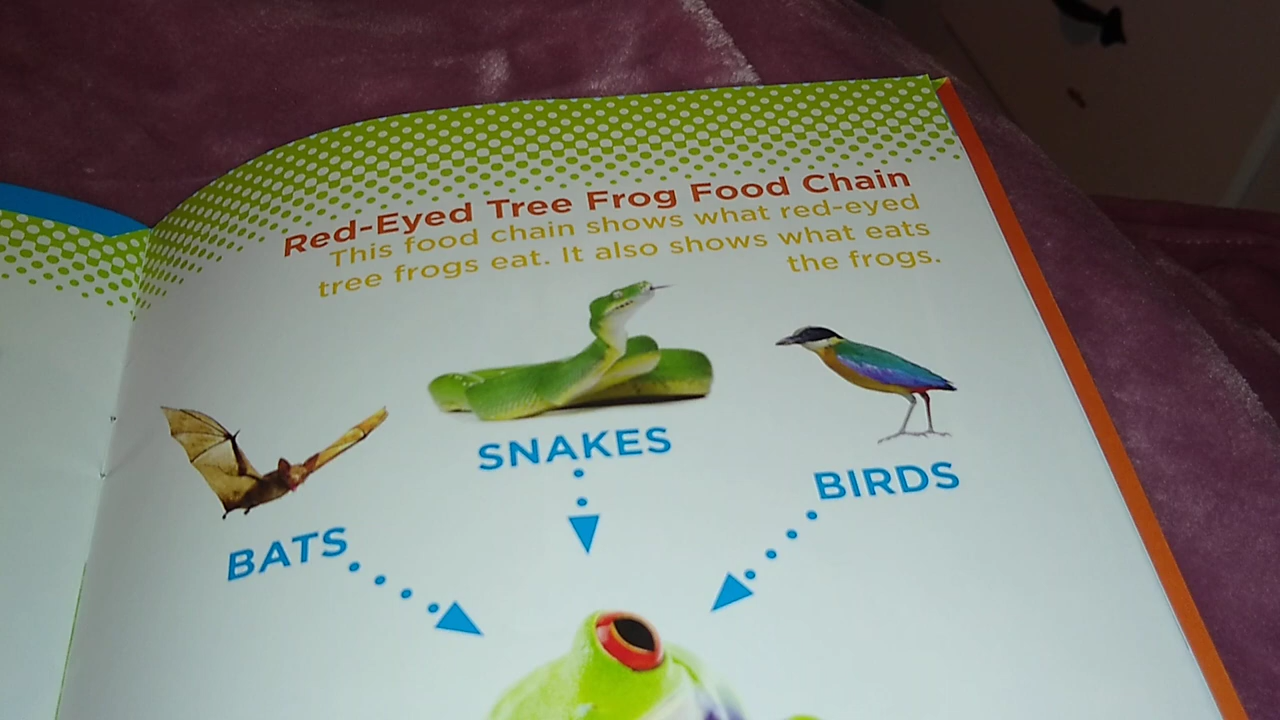 Red-Eyed Tree Frog Food Chain
This food chain shows what red-eyed
tree frogs eat. It also shows what eats
the frogs.
SNAKES
BIRDS
BATS